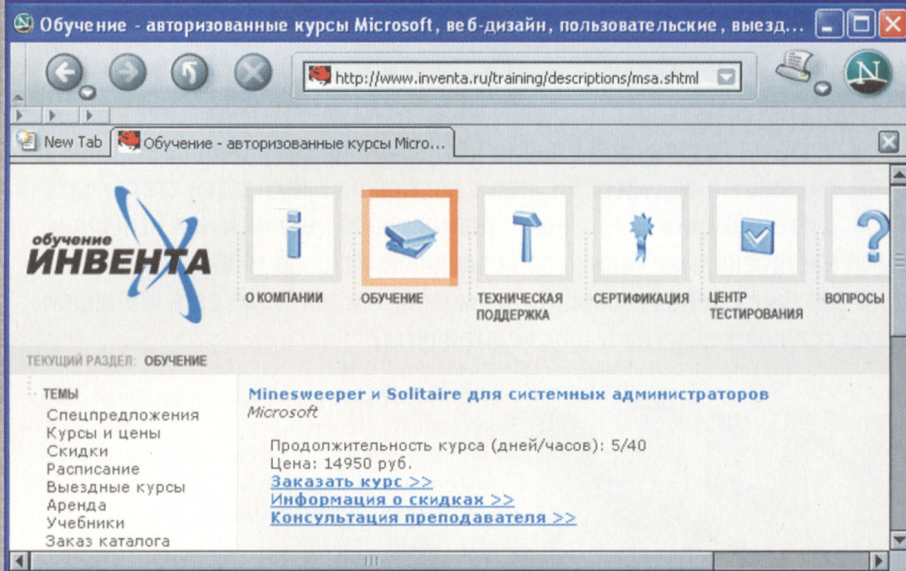 Обучение - авторизованные курсы Microsoft, веб-дизайн, пользовательские, выезд...
http://www.inventa.ru/training/descriptions/msa.shtml
New Tab
Обучение - авторизованные курсы Micro...
обучение
ИНВЕНТА
О КОМПАНИИ
ОБУЧЕНИЕ
ТЕХНИЧЕСКАЯ
ПОДДЕРЖКА
СЕРТИФИКАЦИЯ
ЦЕНТР
ТЕСТИРОВАНИЯ
ВОПРОСЫ
ТЕКУЩИЙ РАЗДЕЛ: ОБУЧЕНИЕ
ТЕМЫ
Спецпредложения
Курсы и цены
Скидки
Расписание
Выездные курсы
Аренда
Учебники
Заказ каталога
Minesweeper и Solitaire для системных администраторов
Microsoft
Продолжительность курса (дней/часов): 5/40
Цена: 14950 руб.
Заказать курс >>
Информация о скидках >>
Консультация преподавателя >>